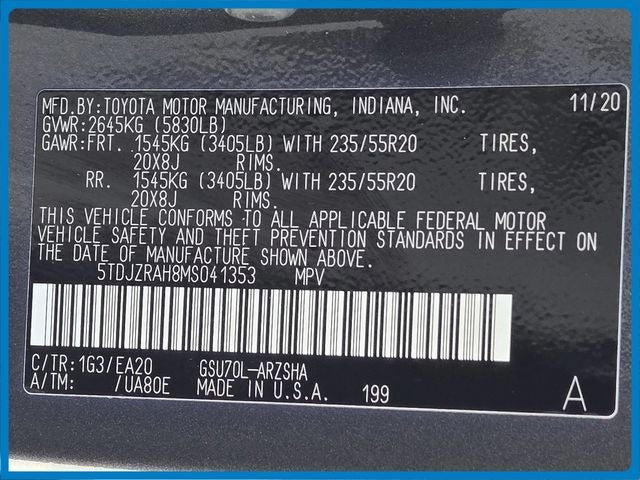 MFD.BY:TOYOTA MOTOR MANUFACTURING, INDIANA, INC. 11/20
GVWR:2645KG (5830LB)
GAWR:FRT. 1545KG (3405LB) WITH 235/55R20 TIRES,
20X8J RIMS.
RR. 1545KG (3405LB) WITH 235/55R20 TIRES,
20X8J RIMS.
THIS VEHICLE CONFORMS TO ALL APPLICABLE FEDERAL MOTOR
VEHICLE SAFETY AND THEFT PREVENTION STANDARDS IN EFFECT ON
THE DATE OF MANUFACTURE SHOWN ABOVE.
5TDJZRAH8MS041353 MPV
C/TR:1G3/EA20 GSU70L-ARZSHA
A/TM: /UA80E MADE IN U.S.A. 199 A